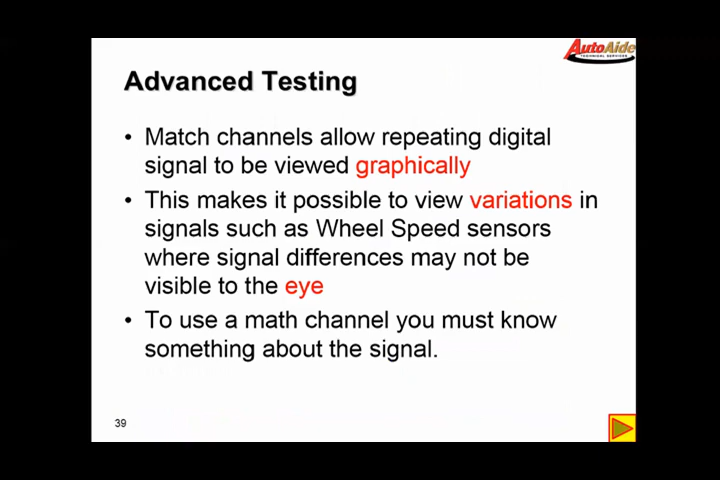 AutoAide
TECHNICAL SERVICES
Advanced Testing
• Match channels allow repeating digital
signal to be viewed graphically
• This makes it possible to view variations in
signals such as Wheel Speed sensors
where signal differences may not be
visible to the eye
• To use a math channel you must know
something about the signal.
39